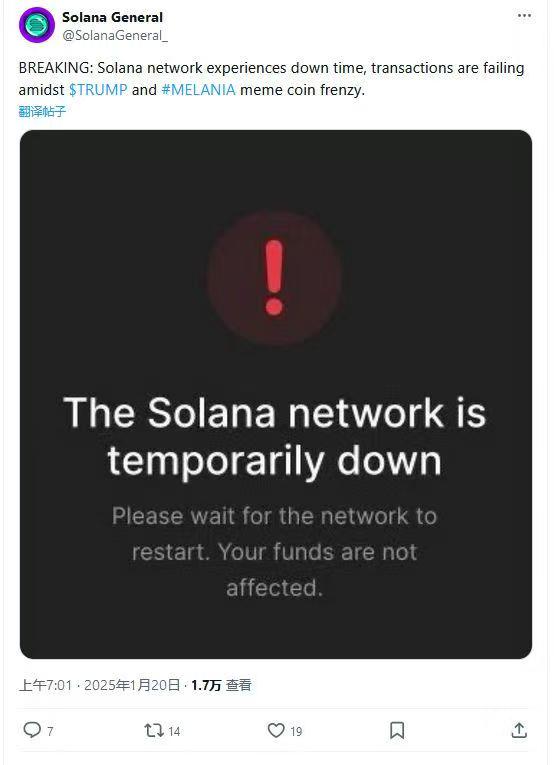 Solana General
@SolanaGeneral_
BREAKING: Solana network experiences down time, transactions are failing
amidst $TRUMP and #MELANIA meme coin frenzy.
翻译帖子
!
The Solana network is
temporarily down
Please wait for the network to
restart. Your funds are not
affected.
上午7:01 · 2025年1月20日 · 1.7万 查看
7 14 19